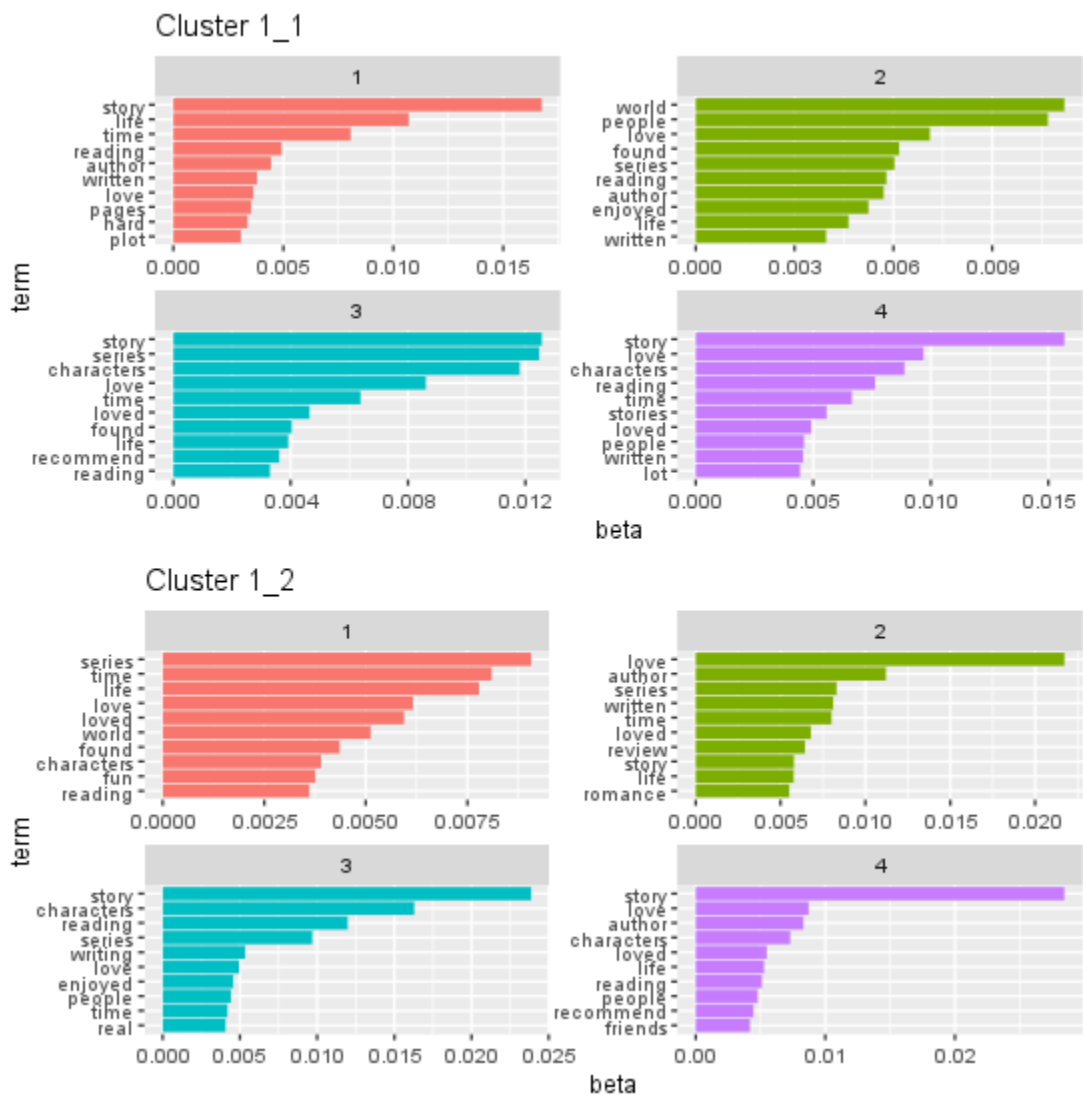 Cluster 1_1
1
story
life
time
reading
author
written
love
pages
hard
plot
0.000 0.005 0.010 0.015
2
world
people
love
found
series
reading
author
enjoyed
life
written
0.000 0.003 0.006 0.009
term
3
story
series
characters
love
time
loved
found
life
recommend
reading
0.000 0.004 0.008 0.012
4
story
love
characters
reading
time
stories
loved
people
written
lot
0.000 0.005 0.010 0.015
beta
Cluster 1_2
1
series
time
life
love
loved
world
found
characters
fun
reading
0.0000 0.0025 0.0050 0.0075
2
love
author
series
written
time
loved
review
story
life
romance
0.000 0.005 0.010 0.015 0.020
term
3
story
characters
reading
series
writing
love
enjoyed
people
time
real
0.000 0.005 0.010 0.015 0.020 0.025
4
story
love
author
characters
loved
life
reading
people
recommend
friends
0.00 0.01 0.02
beta